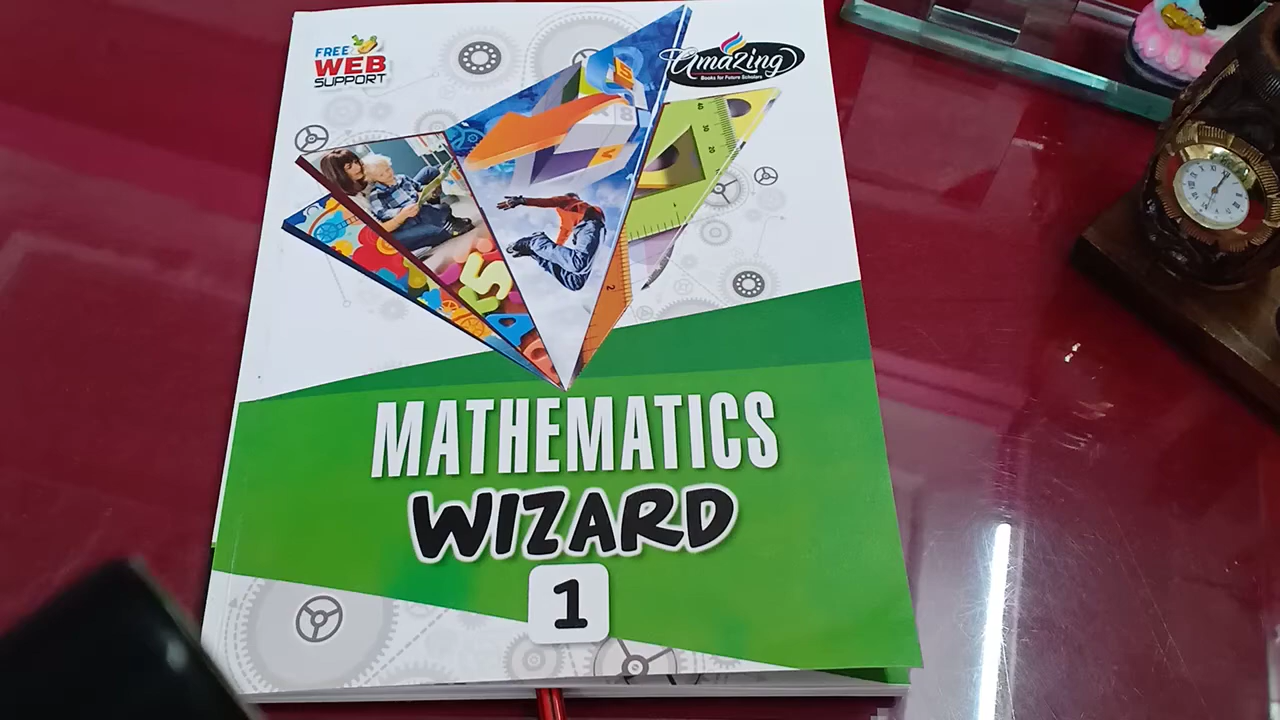 FREE
WEB
SUPPORT
Amazing
Books for Future Scholars
MATHEMATICS
WIZARD
1